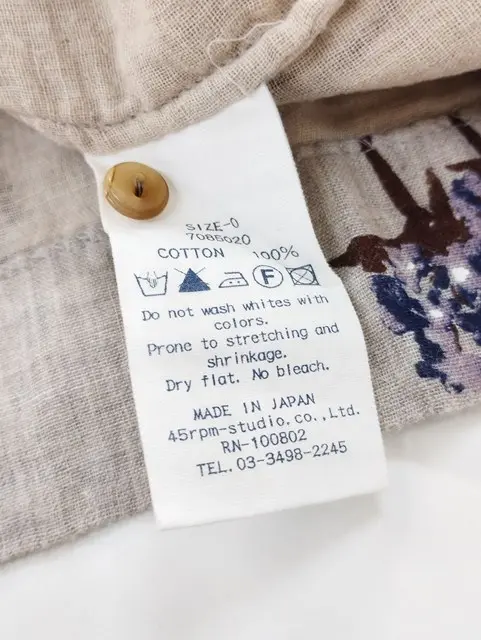 SIZE-0
7086020
COTTON 100%
F
Do not wash whites with
colors.
Prone to stretching and
shrinkage.
Dry flat. No bleach.
MADE IN JAPAN
45rpm-studio.co.,Ltd.
RN-100802
TEL.03-3498-2245